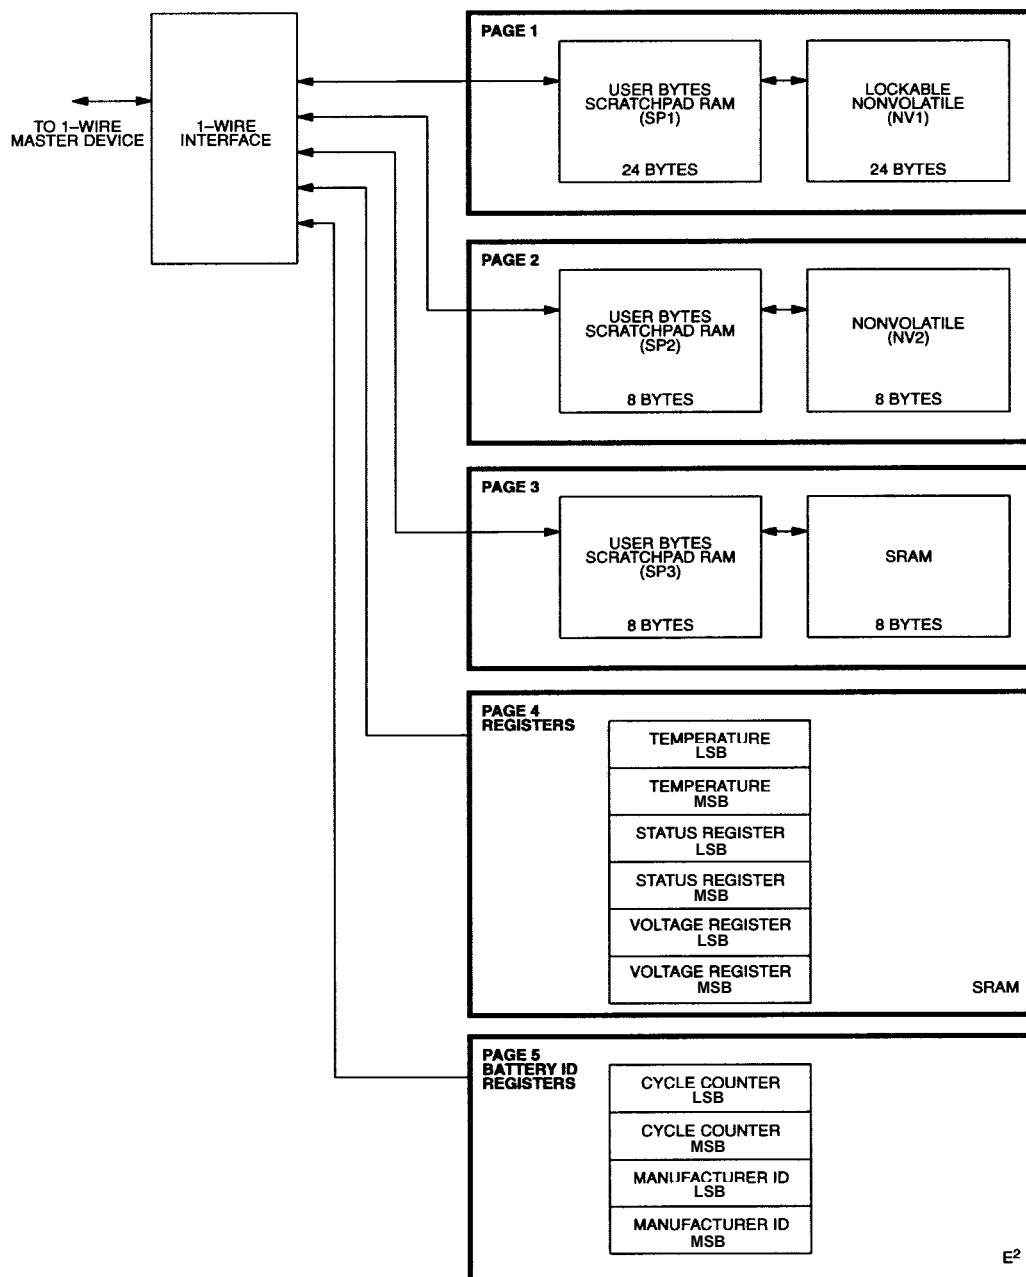 TO 1–WIRE
MASTER DEVICE
1–WIRE
INTERFACE
PAGE 1
USER BYTES
SCRATCHPAD RAM
(SP1)
24 BYTES
LOCKABLE
NONVOLATILE
(NV1)
24 BYTES
PAGE 2
USER BYTES
SCRATCHPAD RAM
(SP2)
8 BYTES
NONVOLATILE
(NV2)
8 BYTES
PAGE 3
USER BYTES
SCRATCHPAD RAM
(SP3)
8 BYTES
SRAM
8 BYTES
PAGE 4
REGISTERS
TEMPERATURE
LSB
TEMPERATURE
MSB
STATUS REGISTER
LSB
STATUS REGISTER
MSB
VOLTAGE REGISTER
LSB
VOLTAGE REGISTER
MSB
SRAM
PAGE 5
BATTERY ID
REGISTERS
CYCLE COUNTER
LSB
CYCLE COUNTER
MSB
MANUFACTURER ID
LSB
MANUFACTURER ID
MSB
E²